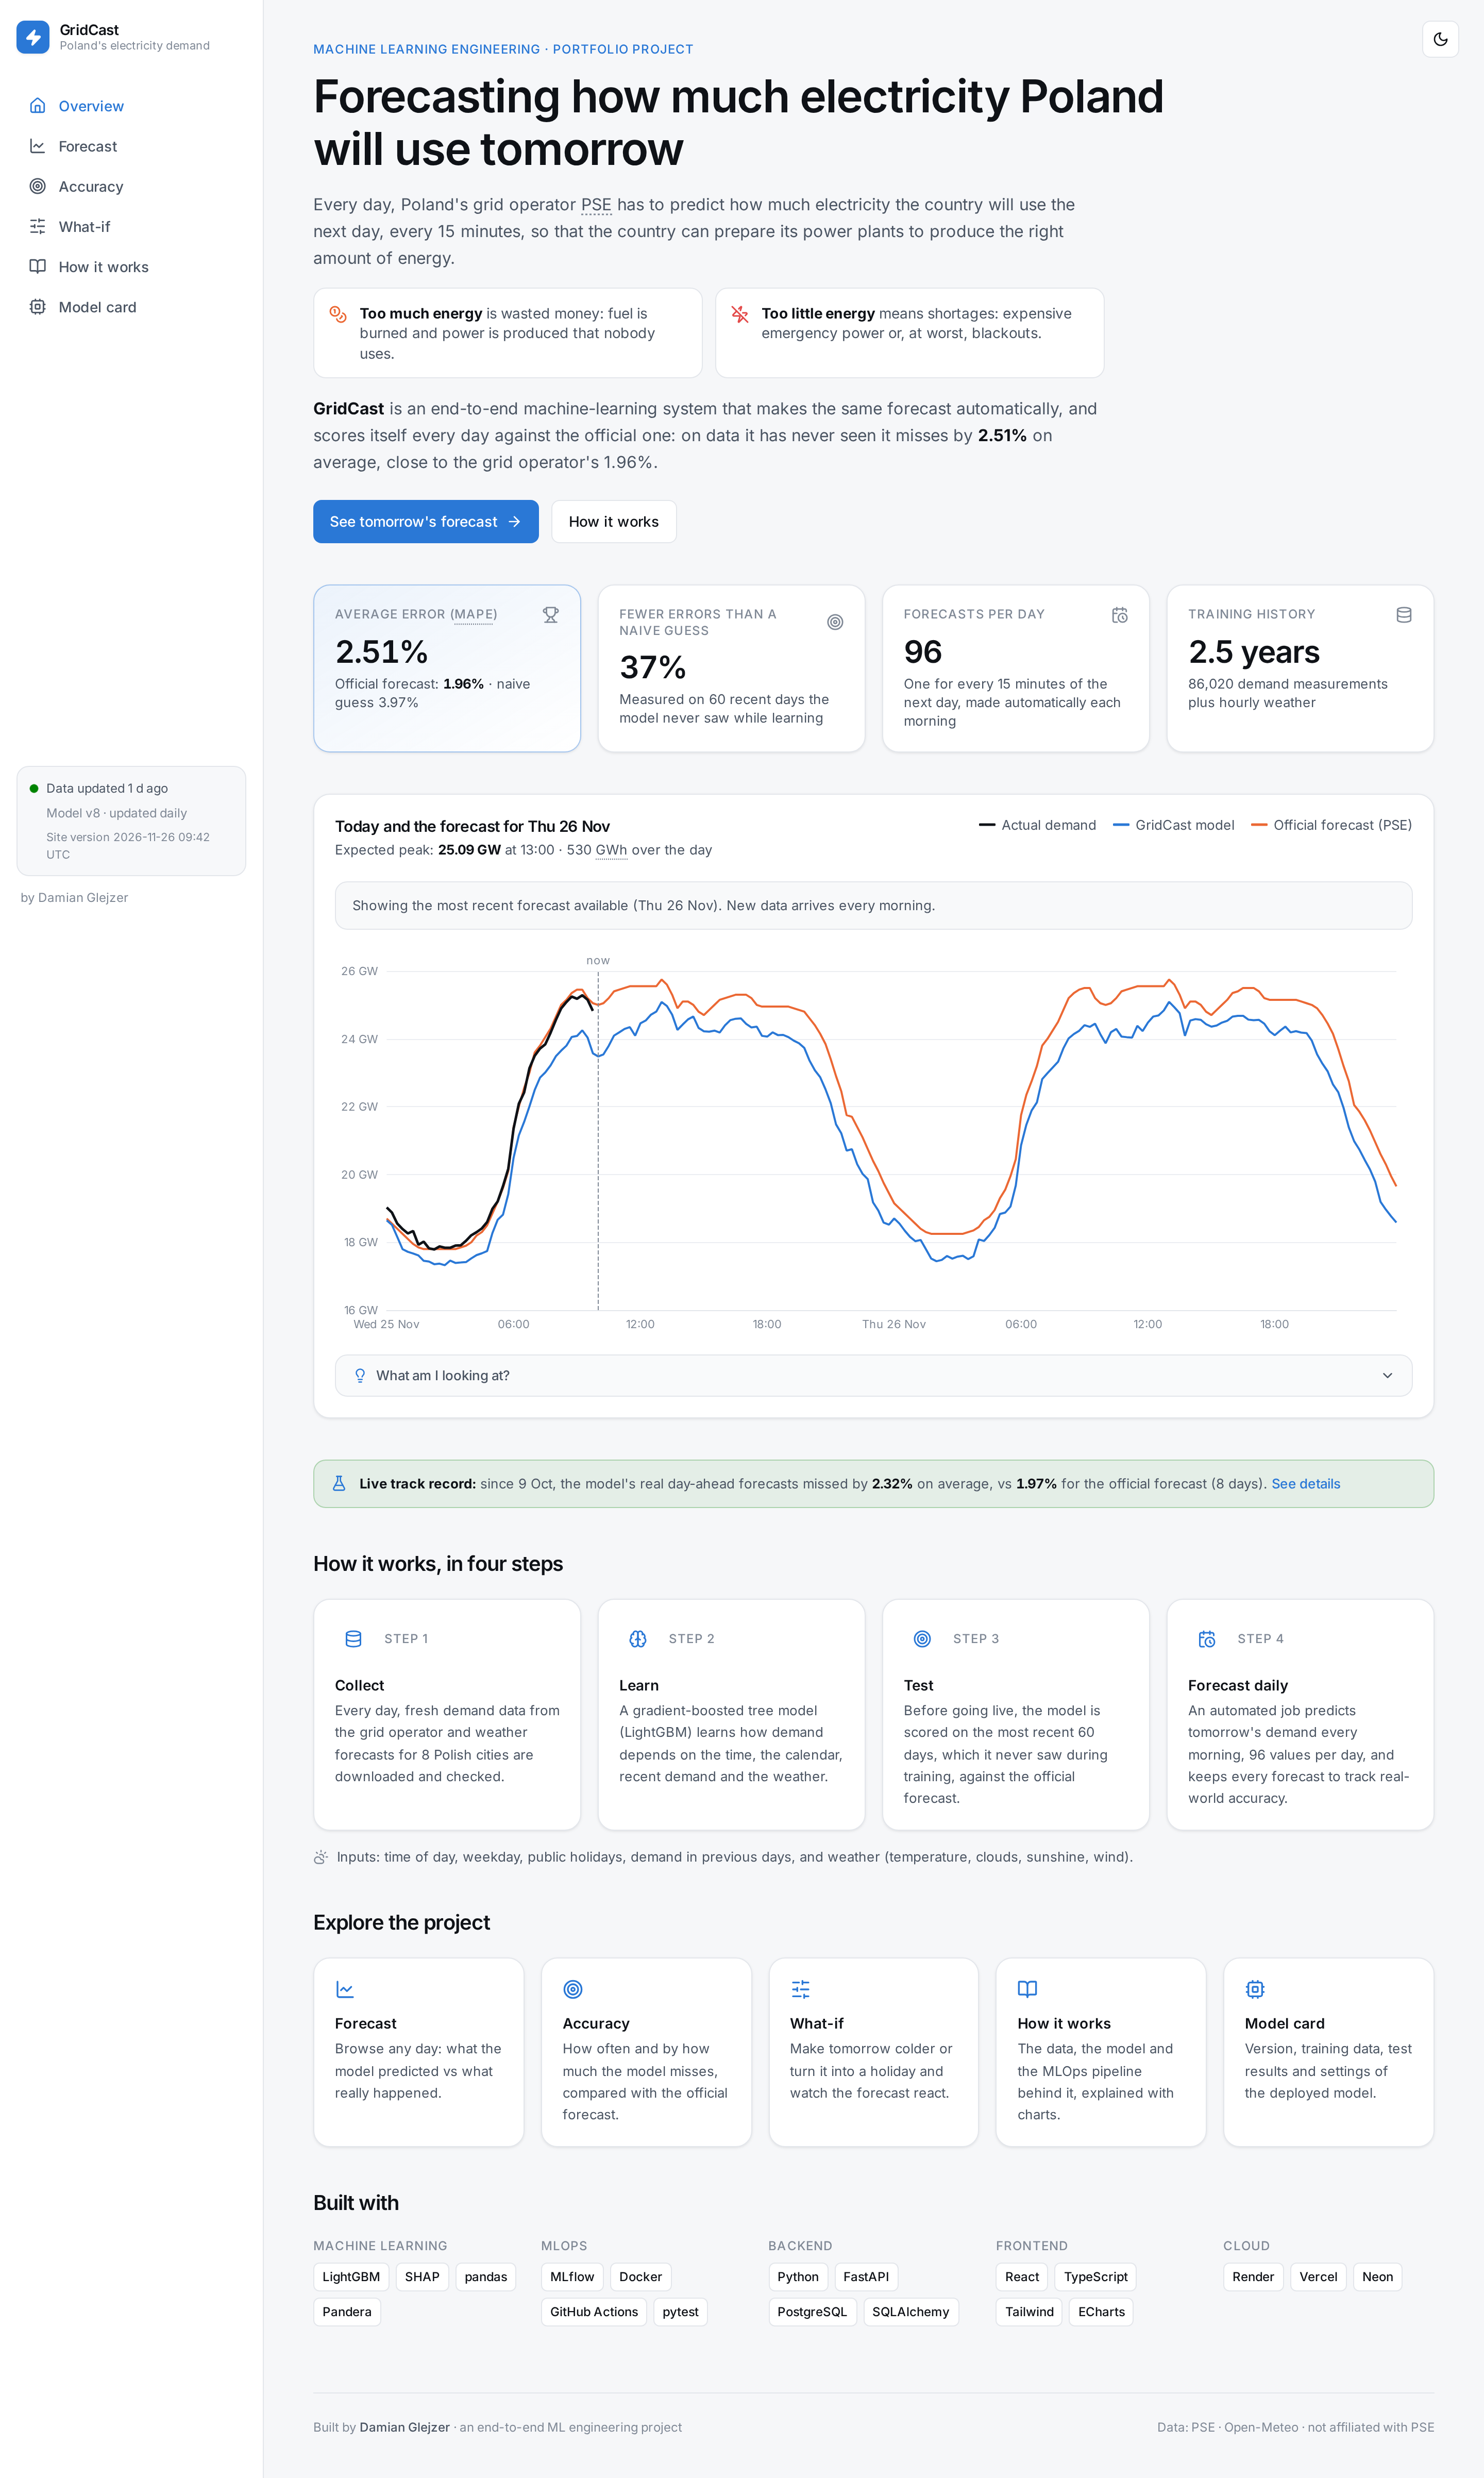 GridCast
Poland's electricity demand
Overview
Forecast
Accuracy
What-if
How it works
Model card
Data updated 1 d ago
Model v8 · updated daily
Site version 2026-11-26 09:42
UTC
by Damian Glejzer
MACHINE LEARNING ENGINEERING · PORTFOLIO PROJECT
Forecasting how much electricity Poland
will use tomorrow
Every day, Poland's grid operator PSE has to predict how much electricity the country will use the
next day, every 15 minutes, so that the country can prepare its power plants to produce the right
amount of energy.
Too much energy is wasted money: fuel is
burned and power is produced that nobody
uses.
Too little energy means shortages: expensive
emergency power or, at worst, blackouts.
GridCast is an end-to-end machine-learning system that makes the same forecast automatically, and
scores itself every day against the official one: on data it has never seen it misses by 2.51% on
average, close to the grid operator's 1.96%.
See tomorrow's forecast
How it works
AVERAGE ERROR (MAPE)
2.51%
Official forecast: 1.96% · naive
guess 3.97%
FEWER ERRORS THAN A
NAIVE GUESS
37%
Measured on 60 recent days the
model never saw while learning
FORECASTS PER DAY
96
One for every 15 minutes of the
next day, made automatically each
morning
TRAINING HISTORY
2.5 years
86,020 demand measurements
plus hourly weather
Today and the forecast for Thu 26 Nov
Expected peak: 25.09 GW at 13:00 · 530 GWh over the day
Actual demand
GridCast model
Official forecast (PSE)
Showing the most recent forecast available (Thu 26 Nov). New data arrives every morning.
now
26 GW
24 GW
22 GW
20 GW
18 GW
16 GW
Wed 25 Nov
06:00
12:00
18:00
Thu 26 Nov
06:00
12:00
18:00
What am I looking at?
Live track record: since 9 Oct, the model's real day-ahead forecasts missed by 2.32% on average, vs 1.97% for the official forecast (8 days). See details
How it works, in four steps
STEP 1
Collect
Every day, fresh demand data from
the grid operator and weather
forecasts for 8 Polish cities are
downloaded and checked.
STEP 2
Learn
A gradient-boosted tree model
(LightGBM) learns how demand
depends on the time, the calendar,
recent demand and the weather.
STEP 3
Test
Before going live, the model is
scored on the most recent 60
days, which it never saw during
training, against the official
forecast.
STEP 4
Forecast daily
An automated job predicts
tomorrow's demand every
morning, 96 values per day, and
keeps every forecast to track real-
world accuracy.
Inputs: time of day, weekday, public holidays, demand in previous days, and weather (temperature, clouds, sunshine, wind).
Explore the project
Forecast
Browse any day: what the
model predicted vs what
really happened.
Accuracy
How often and by how
much the model misses,
compared with the official
forecast.
What-if
Make tomorrow colder or
turn it into a holiday and
watch the forecast react.
How it works
The data, the model and
the MLOps pipeline
behind it, explained with
charts.
Model card
Version, training data, test
results and settings of
the deployed model.
Built with
MACHINE LEARNING
LightGBM
SHAP
pandas
Pandera
MLOPS
MLflow
Docker
GitHub Actions
pytest
BACKEND
Python
FastAPI
PostgreSQL
SQLAlchemy
FRONTEND
React
TypeScript
Tailwind
ECharts
CLOUD
Render
Vercel
Neon
Built by Damian Glejzer · an end-to-end ML engineering project
Data: PSE · Open-Meteo · not affiliated with PSE